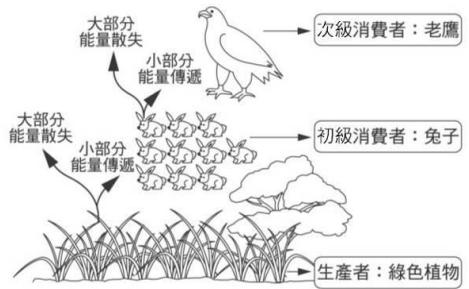 大部分
能量散失
小部分
能量傳遞
次級消費者：老鷹
大部分
能量散失
小部分
能量傳遞
初級消費者：兔子
生產者：綠色植物